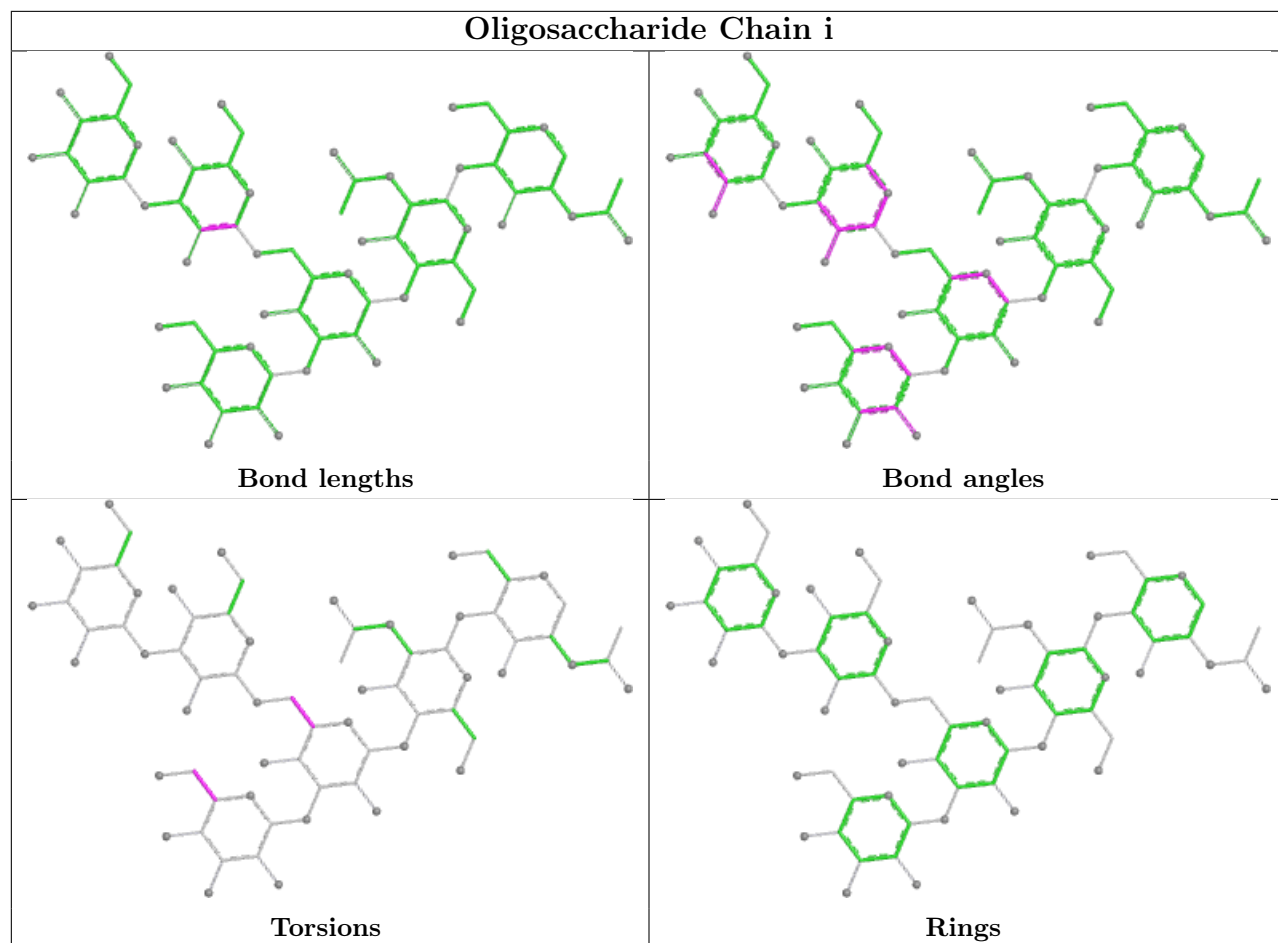 Oligosaccharide Chain i
Bond lengths
Bond angles
Torsions
Rings